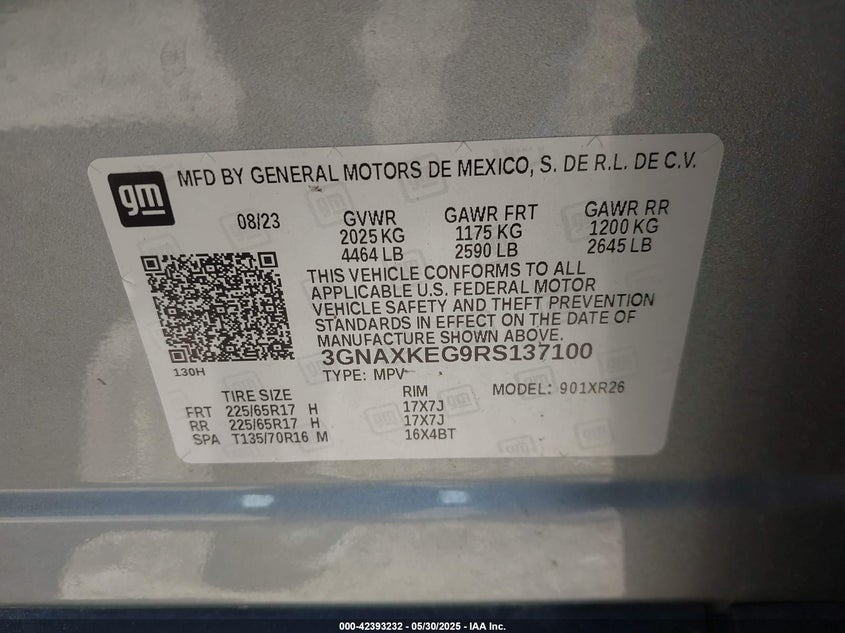 gm MFD BY GENERAL MOTORS DE MEXICO, S. DE R.L. DE C.V.
08/23 GVWR GAWR FRT GAWR RR
2025 KG 1175 KG 1200 KG
4464 LB 2590 LB 2645 LB
THIS VEHICLE CONFORMS TO ALL
APPLICABLE U.S. FEDERAL MOTOR
VEHICLE SAFETY AND THEFT PREVENTION
STANDARDS IN EFFECT ON THE DATE OF
MANUFACTURE SHOWN ABOVE.
130H 3GNAXKEG9RS137100
TYPE: MPV MODEL: 901XR26
TIRE SIZE RIM
FRT 225/65R17 H 17X7J
RR 225/65R17 H 17X7J
SPA T135/70R16 M 16X4BT
000-42393232 - 05/30/2025 - IAA Inc.